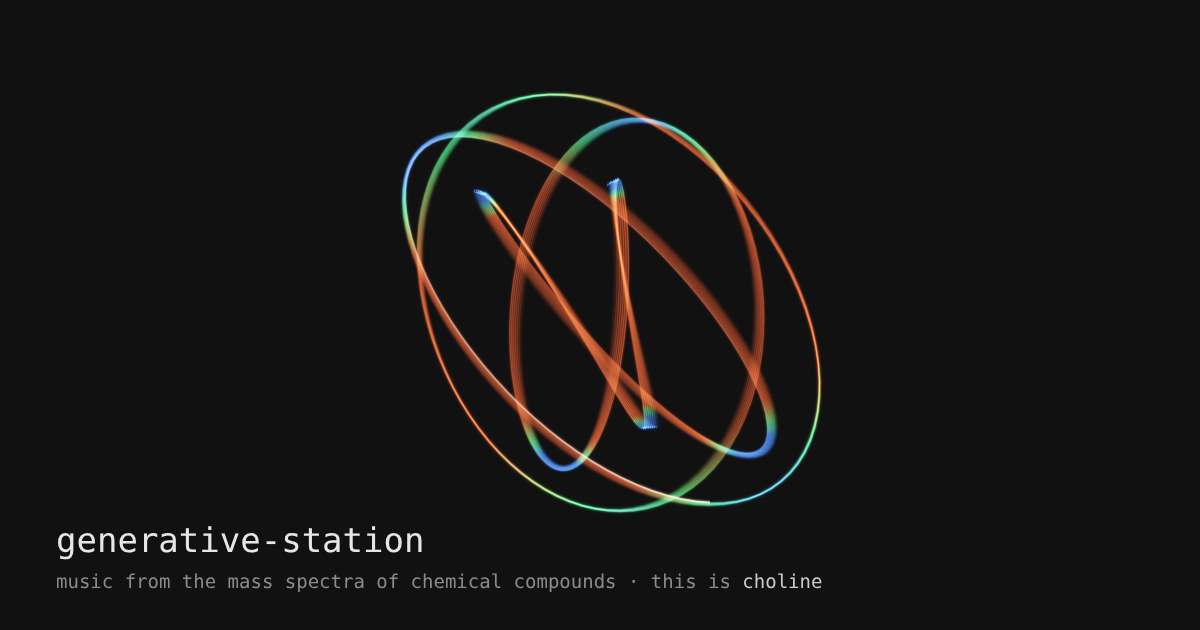 generative-station
music from the mass spectra of chemical compounds · this is choline